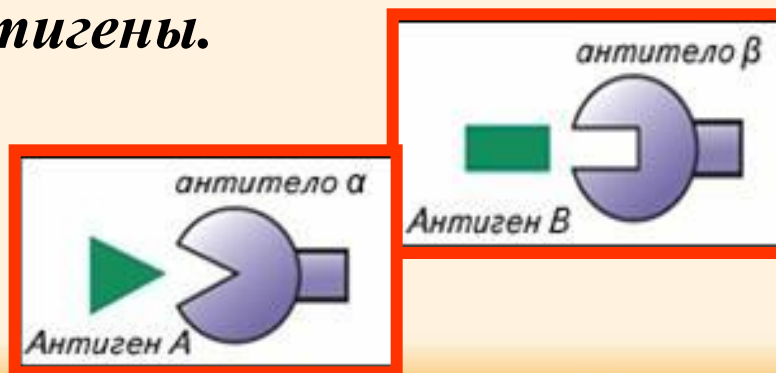 тигены.
антитело β
Антиген В
антитело α
Антиген А